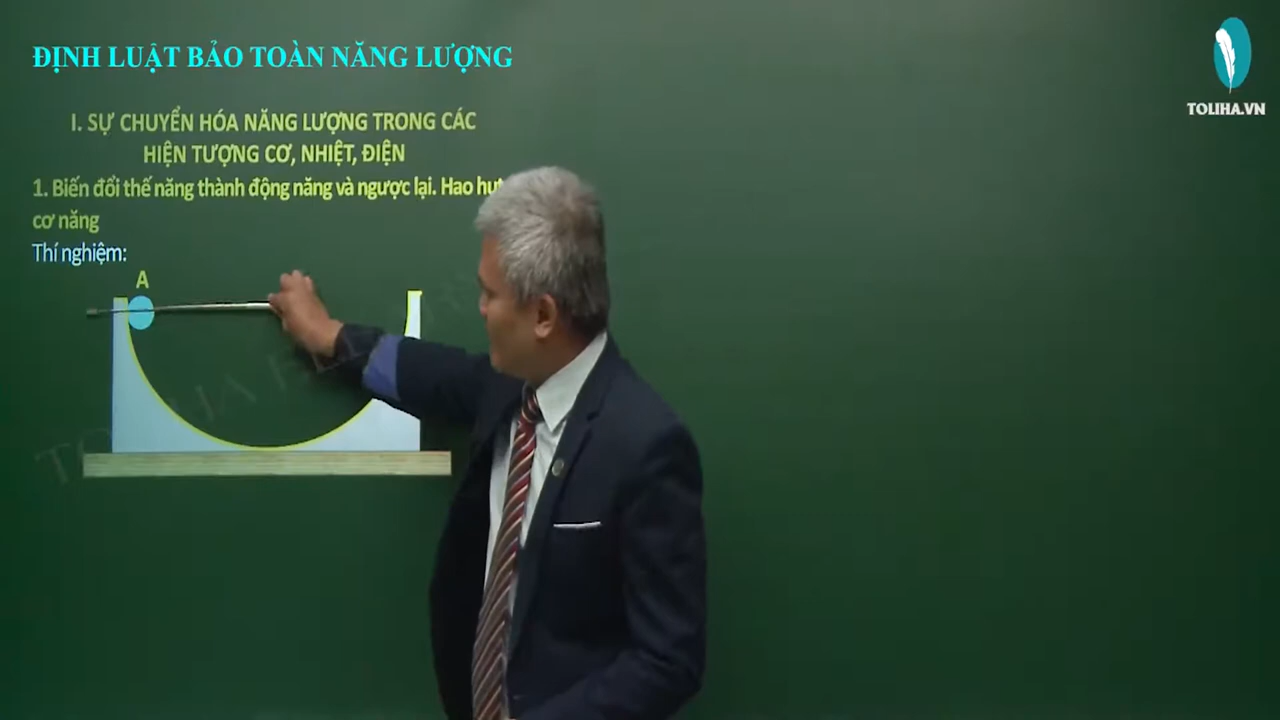 ĐỊNH LUẬT BẢO TOÀN NĂNG LƯỢNG
TOLIHA.VN
I. SỰ CHUYỂN HÓA NĂNG LƯỢNG TRONG CÁC
HIỆN TƯỢNG CƠ, NHIỆT, ĐIỆN
1. Biến đổi thế năng thành động năng và ngược lại. Hao
cơ năng
Thí nghiệm:
A